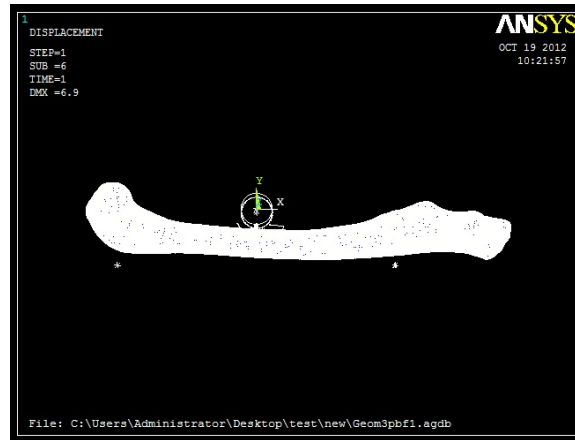 1
DISPLACEMENT
STEP=1
SUB =6
TIME=1
DMX =6.9
ANSYS
OCT 19 2012
10:21:57
Y
X
File: C:\Users\Administrator\Desktop\test\new\Geom3pbf1.agdb